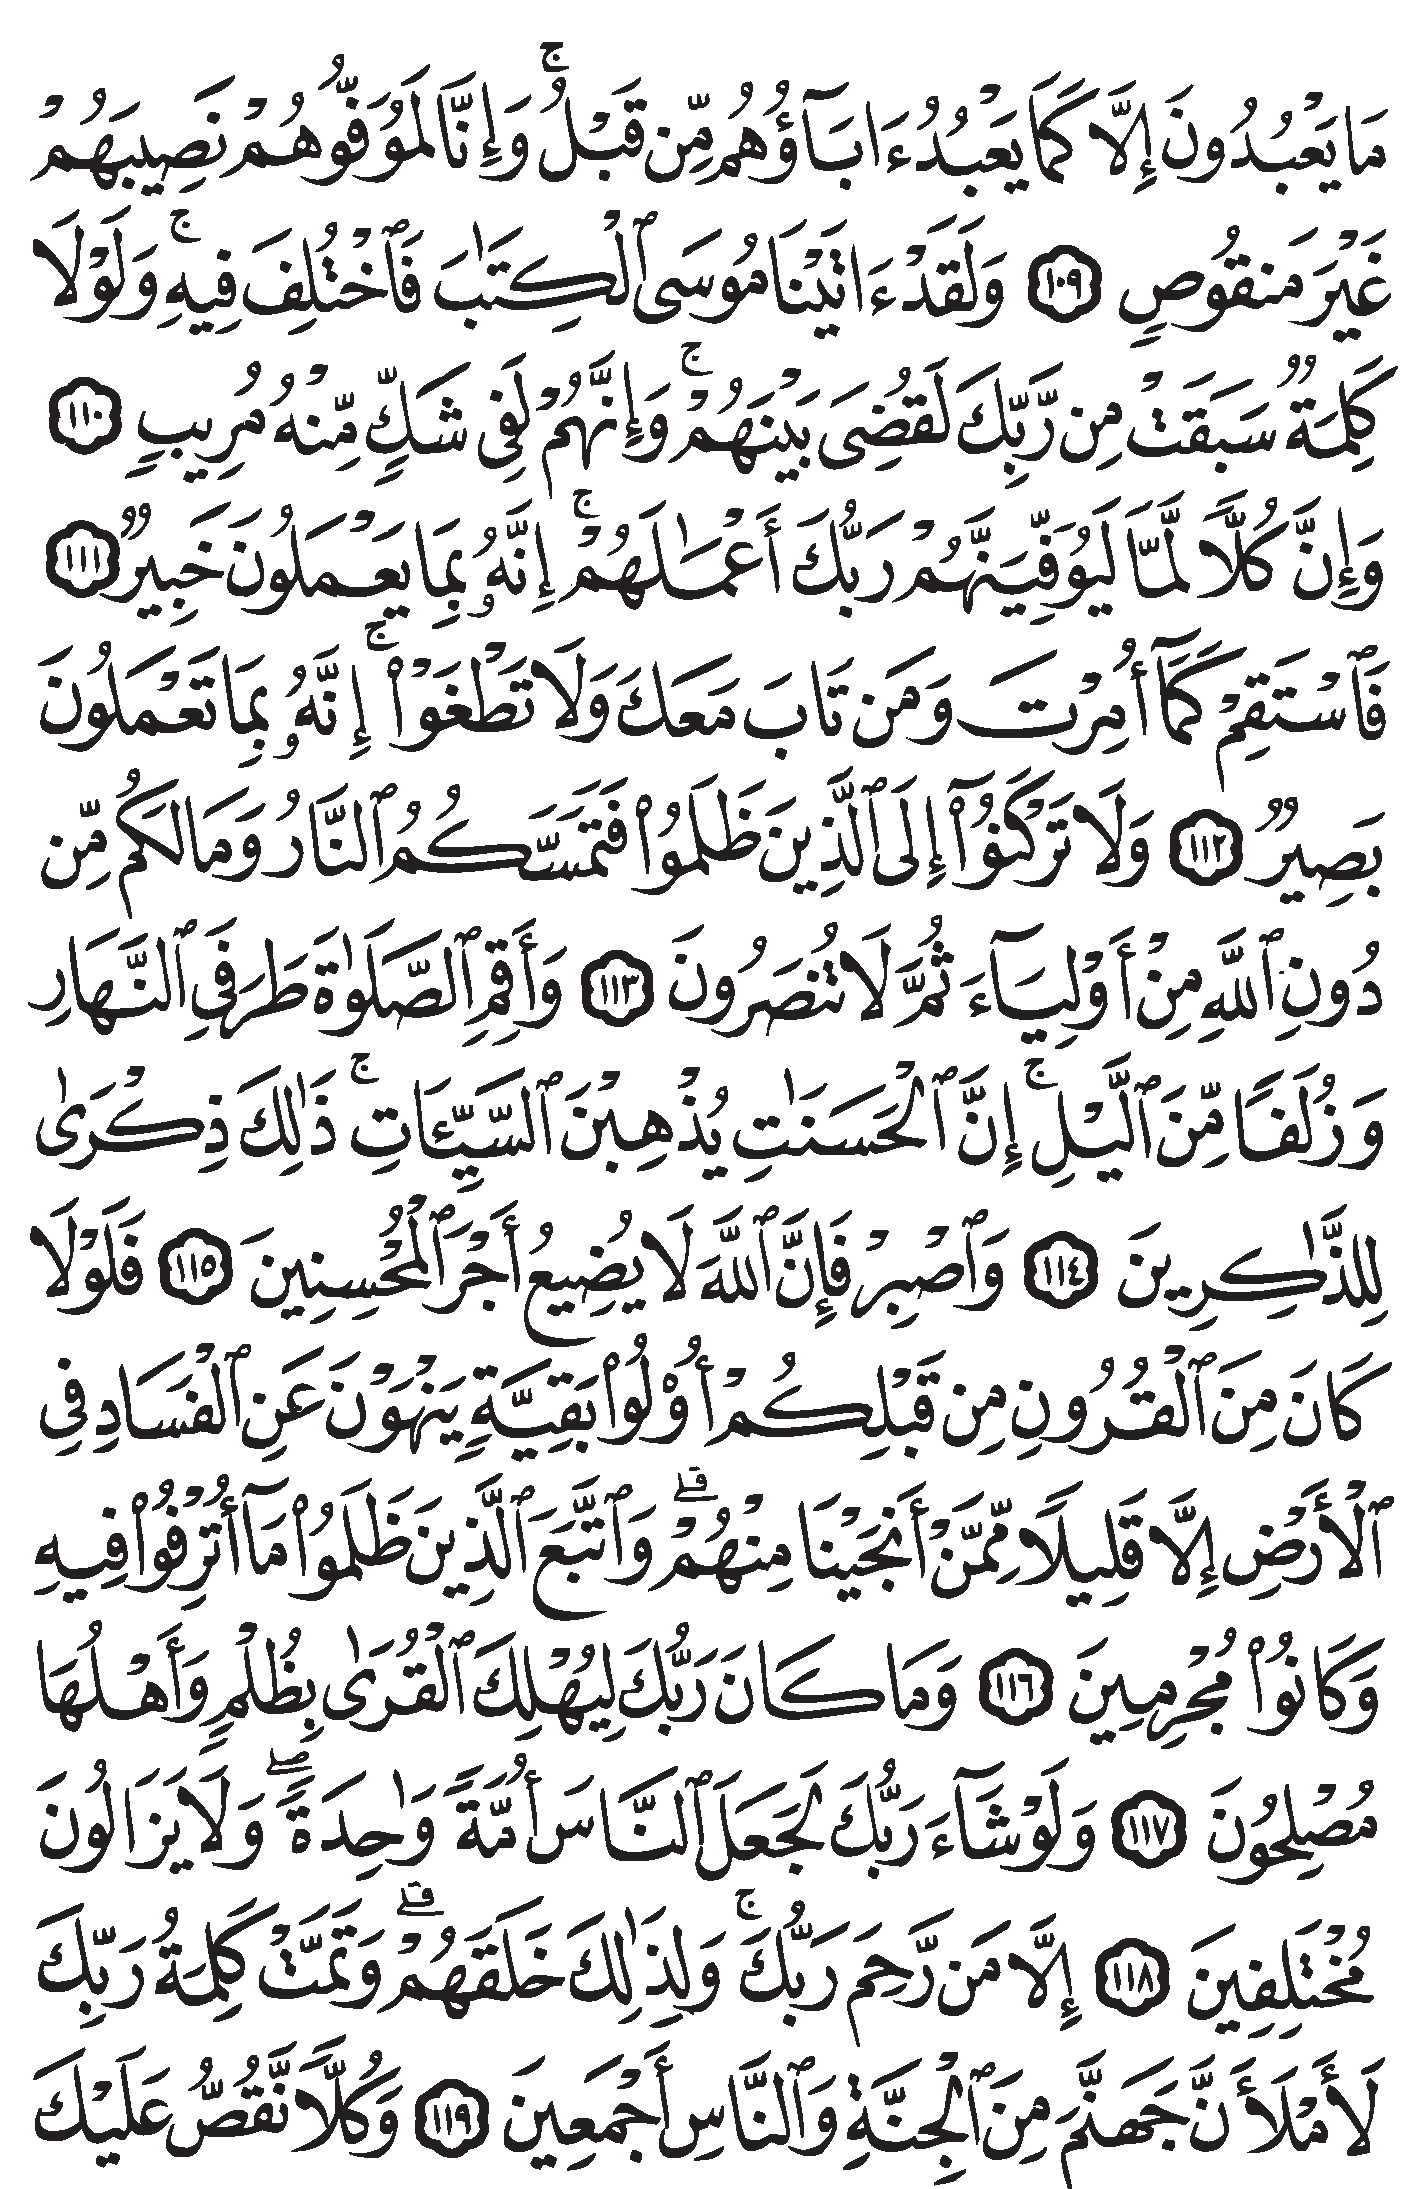 مَا يَعْبُدُونَ إِلَّا كَمَا يَعْبُدُ ءَابَآؤُهُم مِّن قَبْلُ ۚ وَإِنَّا لَمُوَفُّوهُمْ نَصِيبَهُمْ
غَيْرَ مَنقُوصٍ ١٠٩ وَلَقَدْ ءَاتَيْنَا مُوسَى ٱلْكِتَٰبَ فَٱخْتُلِفَ فِيهِ ۚ وَلَوْلَا
كَلِمَةٌ سَبَقَتْ مِن رَّبِّكَ لَقُضِىَ بَيْنَهُمْ ۚ وَإِنَّهُمْ لَفِى شَكٍّ مِّنْهُ مُرِيبٍ ١١٠
وَإِنَّ كُلًّا لَّمَّا لَيُوَفِّيَنَّهُمْ رَبُّكَ أَعْمَٰلَهُمْ ۚ إِنَّهُۥ بِمَا يَعْمَلُونَ خَبِيرٌ ١١١
فَٱسْتَقِمْ كَمَآ أُمِرْتَ وَمَن تَابَ مَعَكَ وَلَا تَطْغَوْا۟ ۚ إِنَّهُۥ بِمَا تَعْمَلُونَ
بَصِيرٌ ١١٢ وَلَا تَرْكَنُوٓا۟ إِلَى ٱلَّذِينَ ظَلَمُوا۟ فَتَمَسَّكُمُ ٱلنَّارُ وَمَا لَكُم مِّن
دُونِ ٱللَّهِ مِنْ أَوْلِيَآءَ ثُمَّ لَا تُنصَرُونَ ١١٣ وَأَقِمِ ٱلصَّلَوٰةَ طَرَفَىِ ٱلنَّهَارِ
وَزُلَفًا مِّنَ ٱلَّيْلِ ۚ إِنَّ ٱلْحَسَنَٰتِ يُذْهِبْنَ ٱلسَّيِّـَٔاتِ ۚ ذَٰلِكَ ذِكْرَىٰ
لِلذَّٰكِرِينَ ١١٤ وَٱصْبِرْ فَإِنَّ ٱللَّهَ لَا يُضِيعُ أَجْرَ ٱلْمُحْسِنِينَ ١١٥ فَلَوْلَا
كَانَ مِنَ ٱلْقُرُونِ مِن قَبْلِكُمْ أُو۟لُوا۟ بَقِيَّةٍ يَنْهَوْنَ عَنِ ٱلْفَسَادِ فِى
ٱلْأَرْضِ إِلَّا قَلِيلًا مِّمَّنْ أَنجَيْنَا مِنْهُمْ ۗ وَٱتَّبَعَ ٱلَّذِينَ ظَلَمُوا۟ مَآ أُتْرِفُوا۟ فِيهِ
وَكَانُوا۟ مُجْرِمِينَ ١١٦ وَمَا كَانَ رَبُّكَ لِيُهْلِكَ ٱلْقُرَىٰ بِظُلْمٍ وَأَهْلُهَا
مُصْلِحُونَ ١١٧ وَلَوْ شَآءَ رَبُّكَ لَجَعَلَ ٱلنَّاسَ أُمَّةً وَٰحِدَةً ۖ وَلَا يَزَالُونَ
مُخْتَلِفِينَ ١١٨ إِلَّا مَن رَّحِمَ رَبُّكَ ۚ وَلِذَٰلِكَ خَلَقَهُمْ ۗ وَتَمَّتْ كَلِمَةُ رَبِّكَ
لَأَمْلَأَنَّ جَهَنَّمَ مِنَ ٱلْجِنَّةِ وَٱلنَّاسِ أَجْمَعِينَ ١١٩ وَكُلًّا نَّقُصُّ عَلَيْكَ